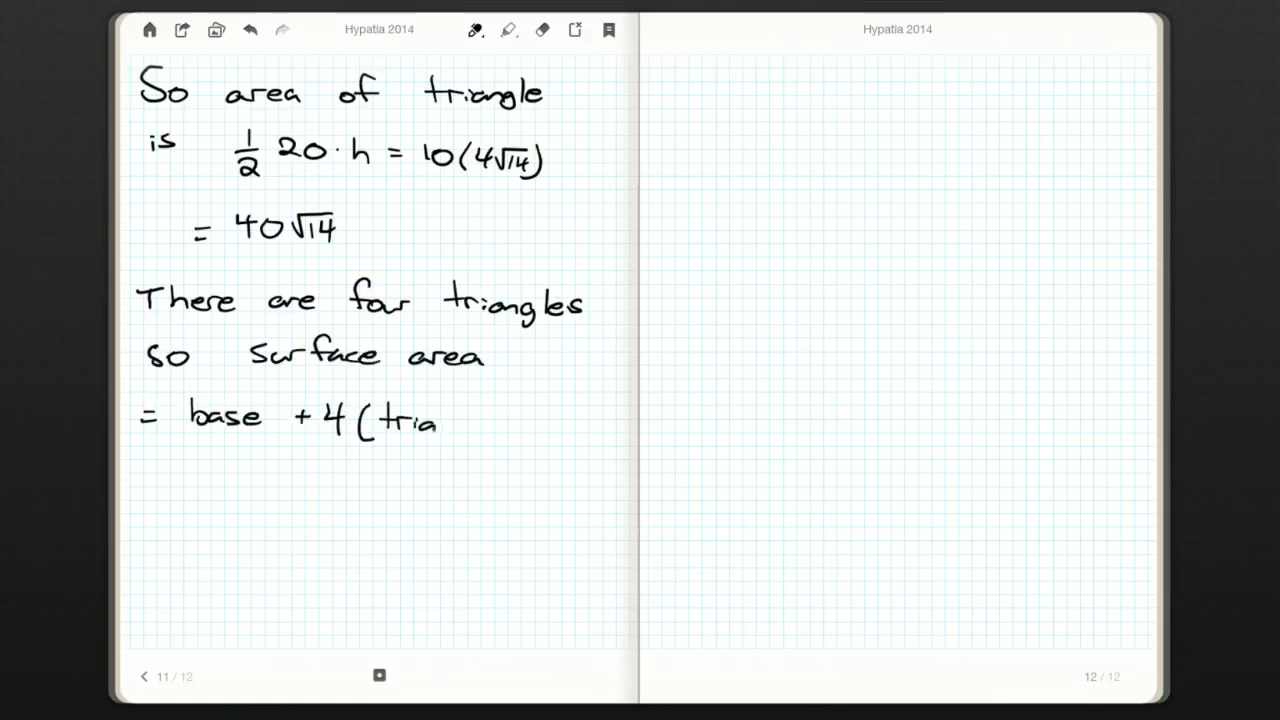 Hypatia 2014
So area of triangle
is 1/2 20 · h = 10(4√14)
= 40√14
There are four triangles
so surface area
= base + 4 (tria
11 / 12
Hypatia 2014
12 / 12